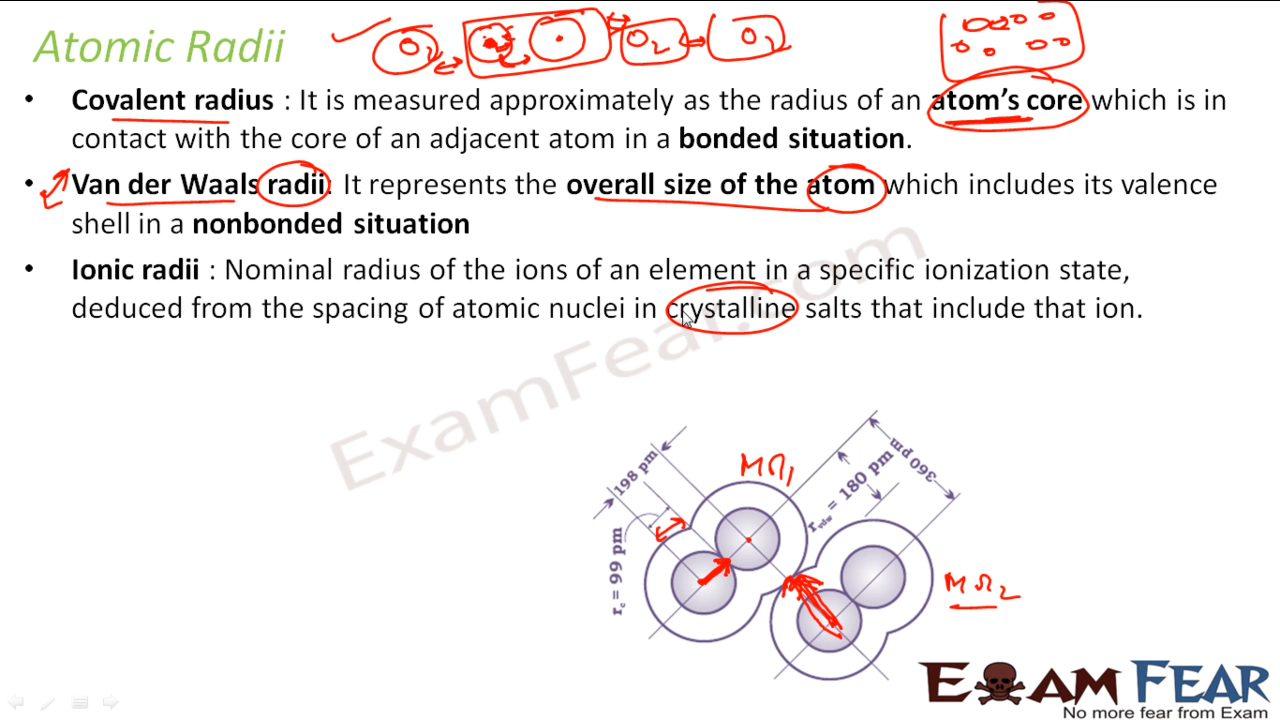 Atomic Radii
O2
O2
O2
• Covalent radius : It is measured approximately as the radius of an atom's core which is in
contact with the core of an adjacent atom in a bonded situation.
• Van der Waals radii: It represents the overall size of the atom which includes its valence
shell in a nonbonded situation
• Ionic radii : Nominal radius of the ions of an element in a specific ionization state,
deduced from the spacing of atomic nuclei in crystalline salts that include that ion.
ExamFear.com
198 pm
rc = 99 pm
rvdw = 180 pm
360 pm
EXAM FEAR
No more fear from Exam